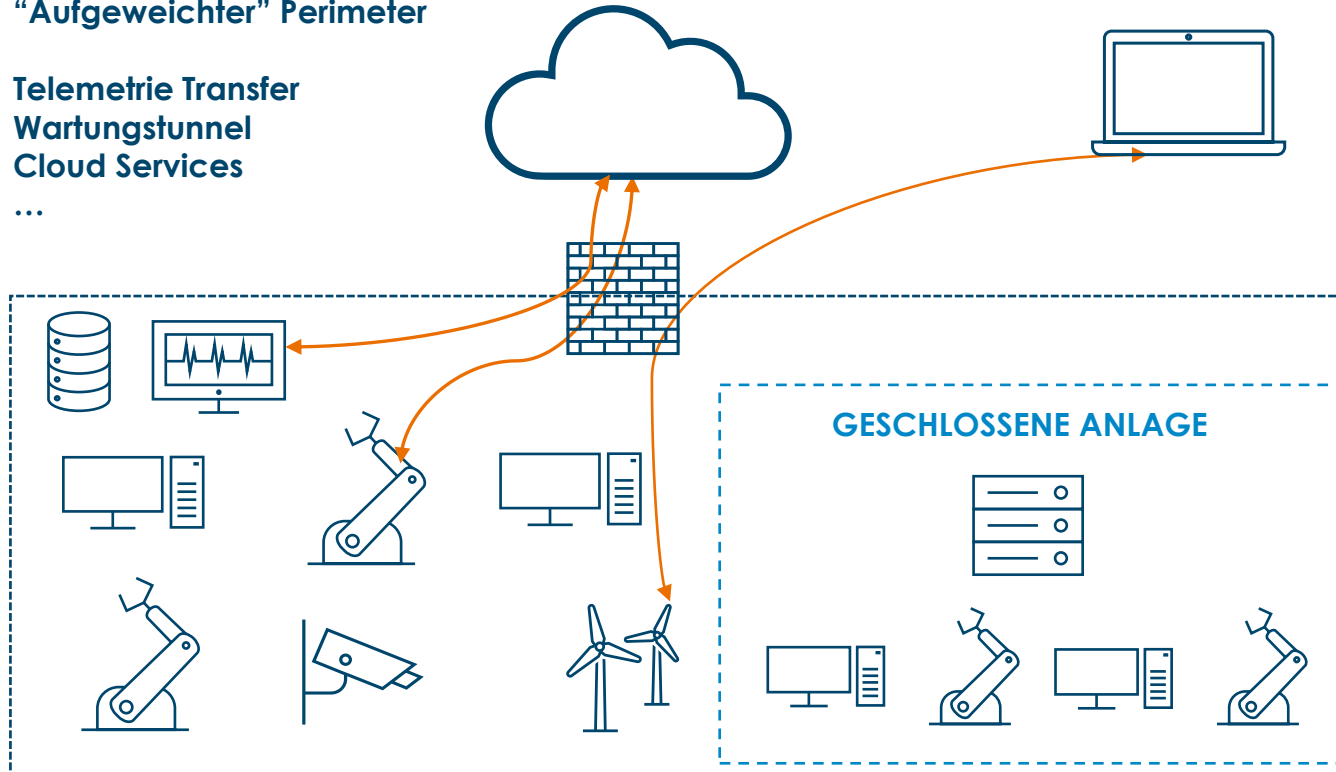 “Aufgeweichter” Perimeter
Telemetrie Transfer
Wartungstunnel
Cloud Services
…
GESCHLOSSENE ANLAGE